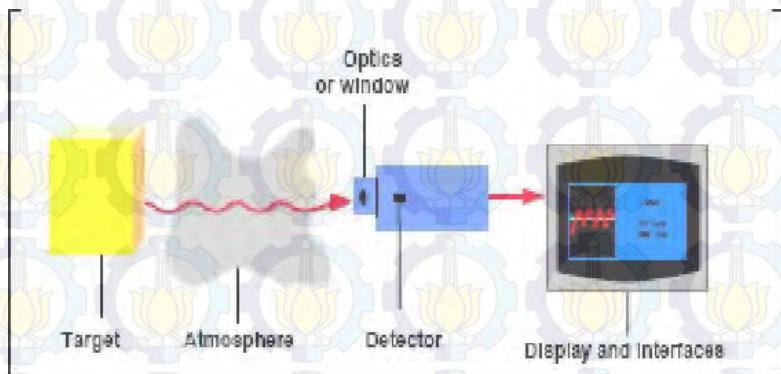 Optics
or window
Target
Atmosphere
Detector
Display and Interfaces